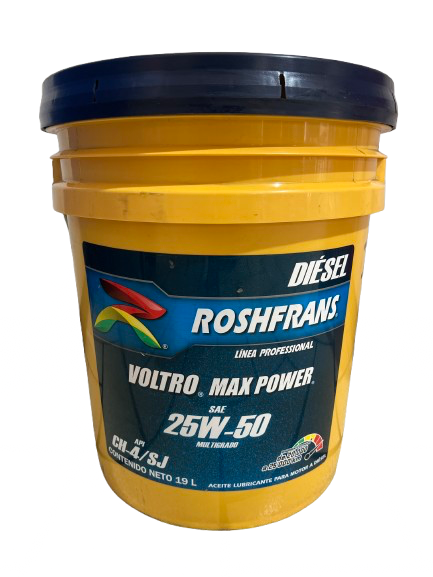 DIÉSEL
ROSHFRANS®
LÍNEA PROFESSIONAL
VOLTRO® MAX POWER®
SAE
25W-50
MULTIGRADO
API
CH-4/SJ
CONTENIDO NETO 19 L
ACEITE LUBRICANTE PARA MOTOR A DIÉSEL